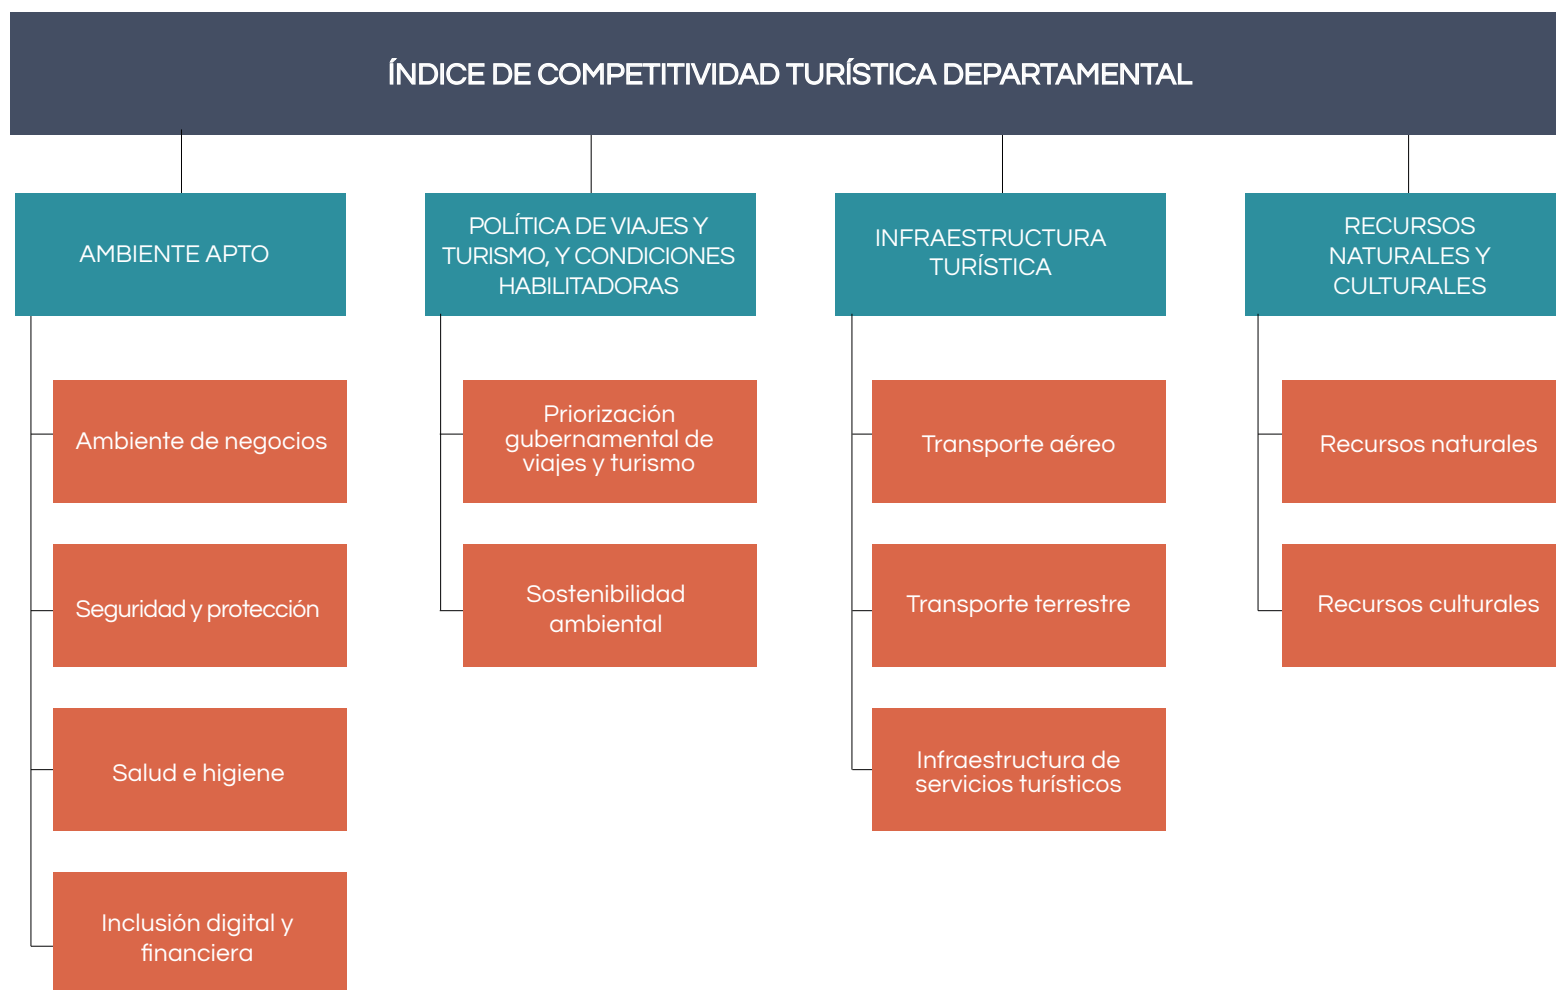 ÍNDICE DE COMPETITIVIDAD TURÍSTICA DEPARTAMENTAL
AMBIENTE APTO
Ambiente de negocios
Seguridad y protección
Salud e higiene
Inclusión digital y
financiera
POLÍTICA DE VIAJES Y
TURISMO, Y CONDICIONES
HABILITADORAS
Priorización
gubernamental de
viajes y turismo
Sostenibilidad
ambiental
INFRAESTRUCTURA
TURÍSTICA
Transporte aéreo
Transporte terrestre
Infraestructura de
servicios turísticos
RECURSOS
NATURALES Y
CULTURALES
Recursos naturales
Recursos culturales